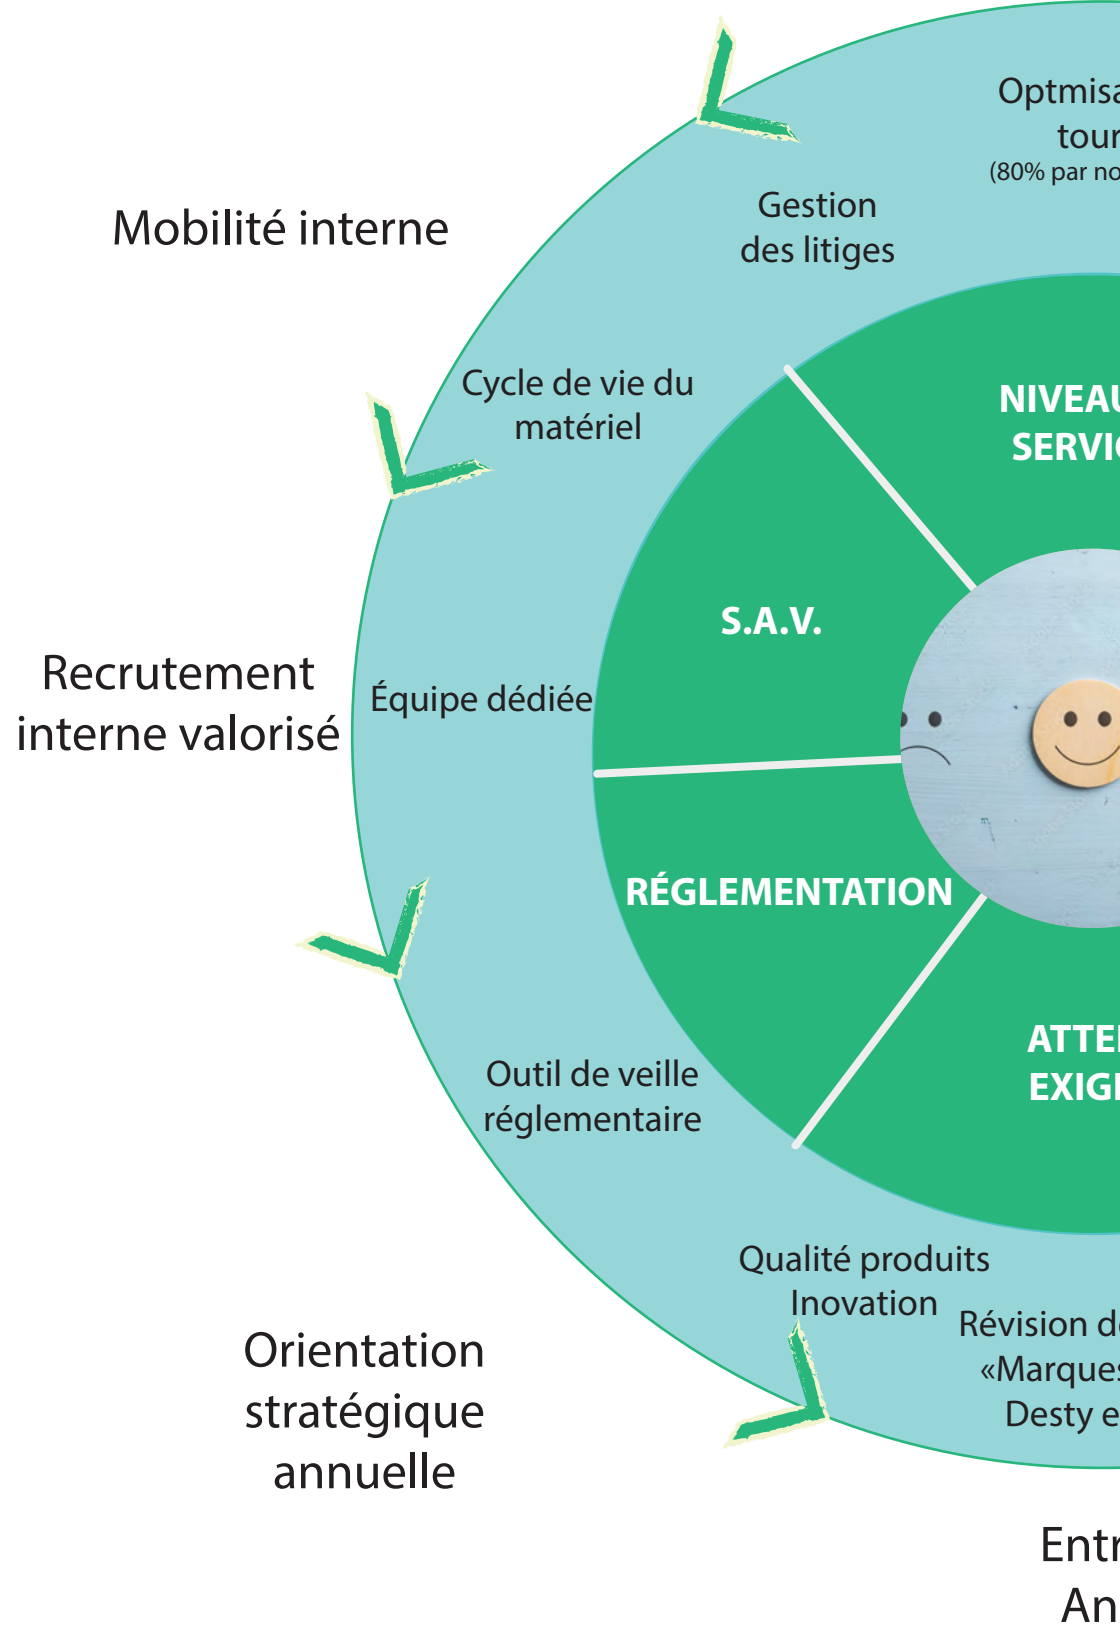 Optmisa
tour
(80% par no
Gestion
des litiges
Mobilité interne
Cycle de vie du
matériel
NIVEAU
SERVIC
S.A.V.
Recrutement
interne valorisé
Équipe dédiée
RÉGLEMENTATION
ATTE
EXIG
Outil de veille
réglementaire
Qualité produits
Inovation
Révision de
«Marques
Desty e
Orientation
stratégique
annuelle
Entr
An